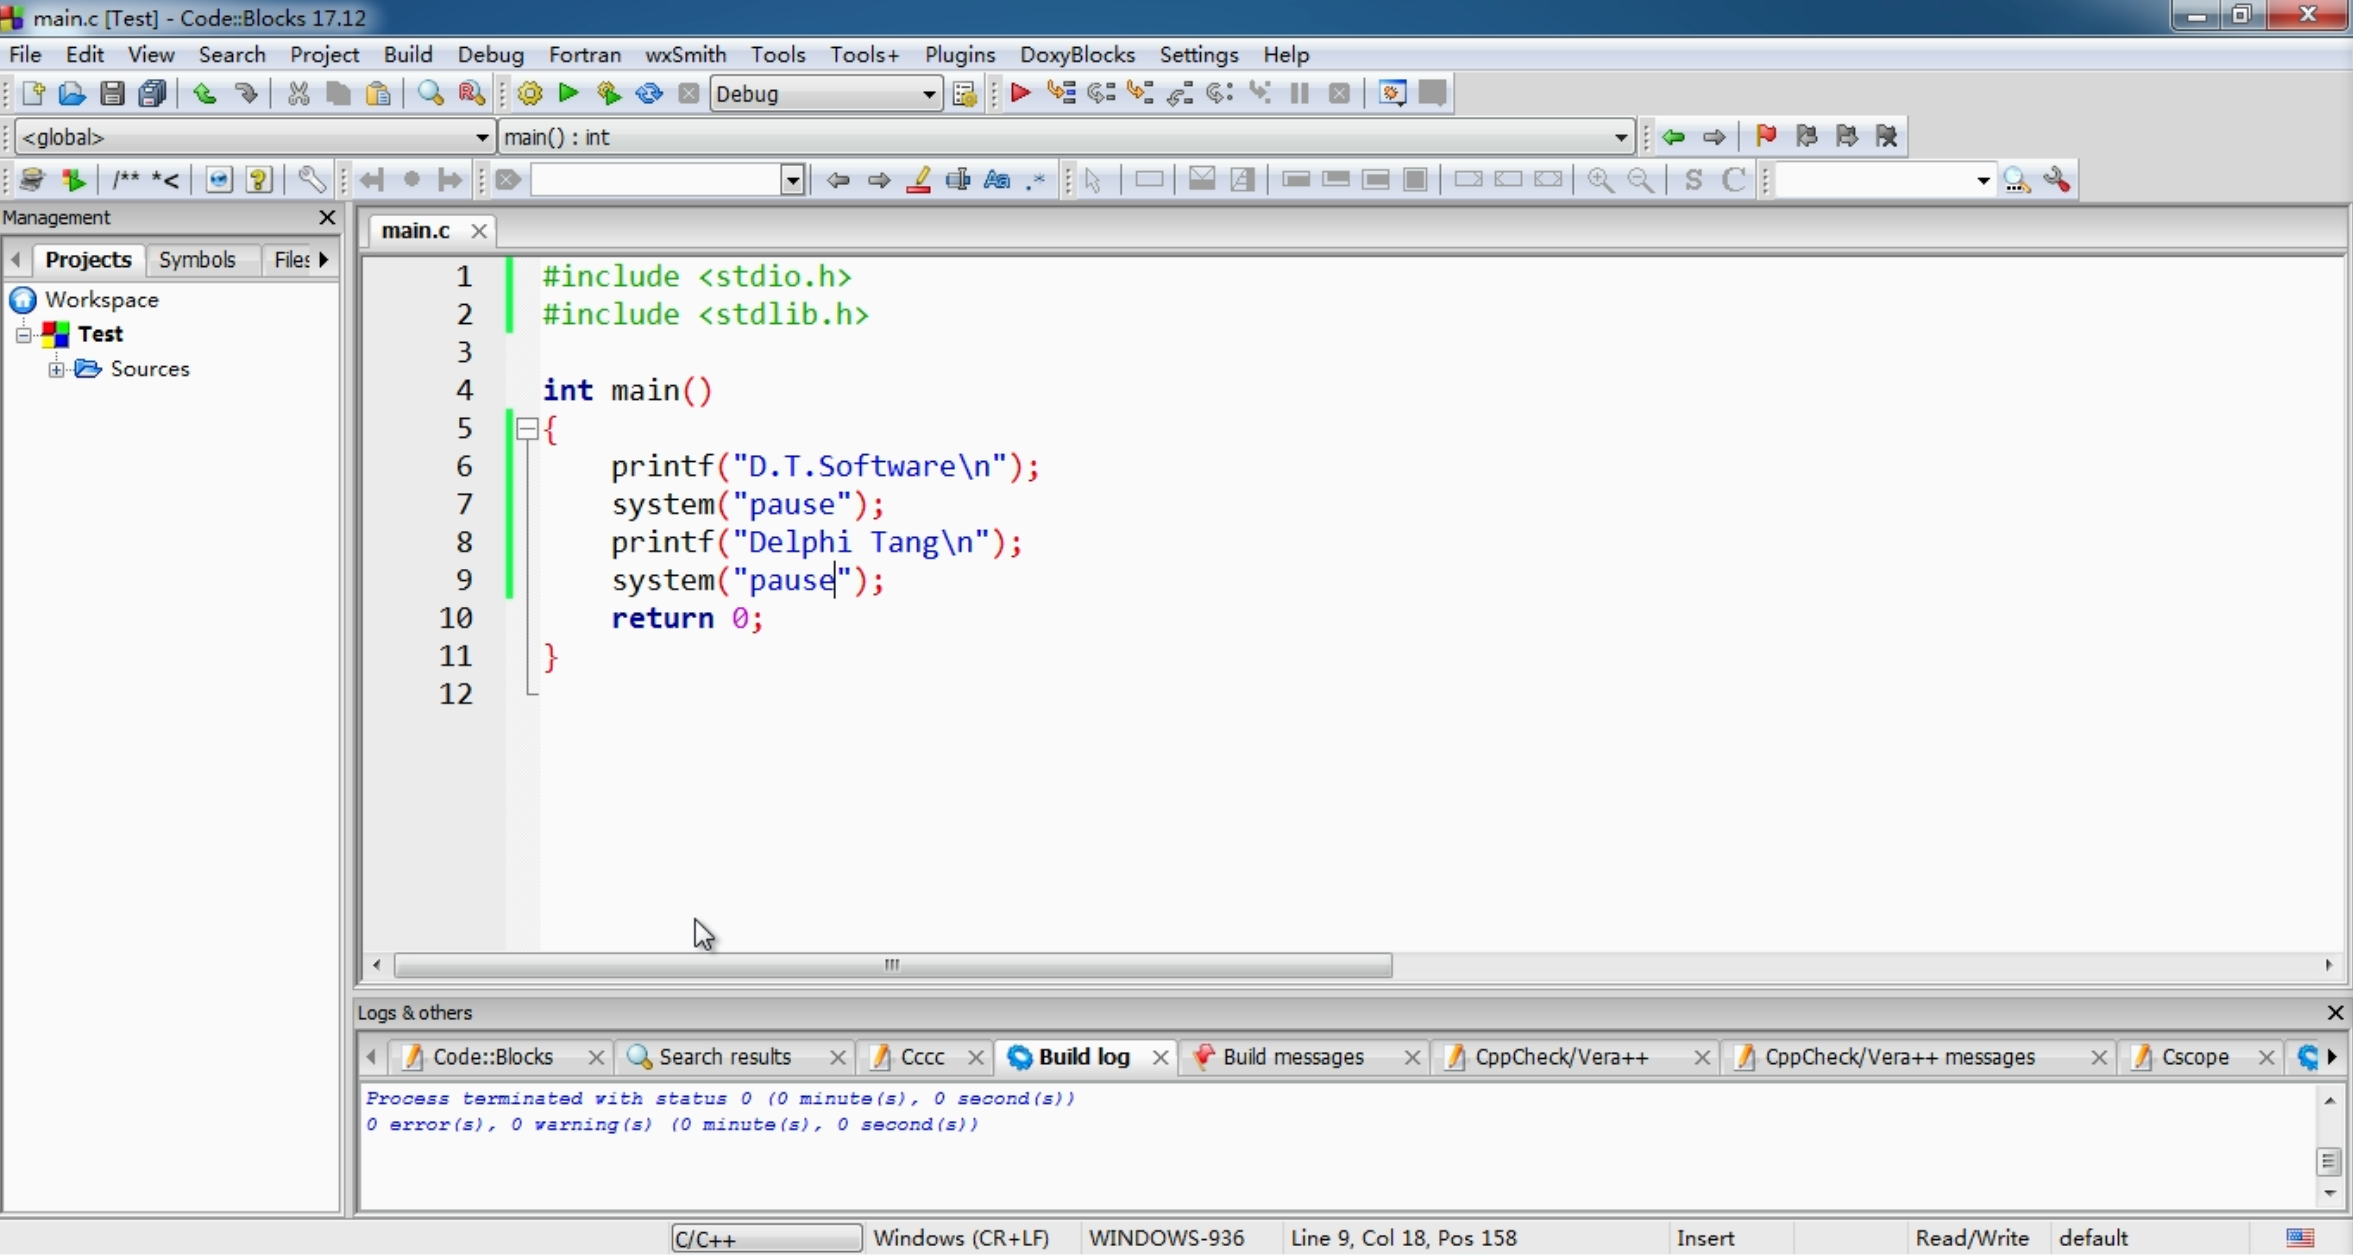 main.c [Test] - Code::Blocks 17.12
File Edit View Search Project Build Debug Fortran wxSmith Tools Tools+ Plugins DoxyBlocks Settings Help
Debug
<global> main() : int
/** *<
Aa .* S C
Management
main.c
Projects Symbols Files
Workspace
Test
Sources
1 #include <stdio.h>
2 #include <stdlib.h>
3
4 int main()
5 {
6 printf("D.T.Software\n");
7 system("pause");
8 printf("Delphi Tang\n");
9 system("pause");
10 return 0;
11 }
12
Logs & others
Code::Blocks Search results Cccc Build log Build messages CppCheck/Vera++ CppCheck/Vera++ messages Cscope
Process terminated with status 0 (0 minute(s), 0 second(s))
0 error(s), 0 warning(s) (0 minute(s), 0 second(s))
C/C++ Windows (CR+LF) WINDOWS-936 Line 9, Col 18, Pos 158 Insert Read/Write default